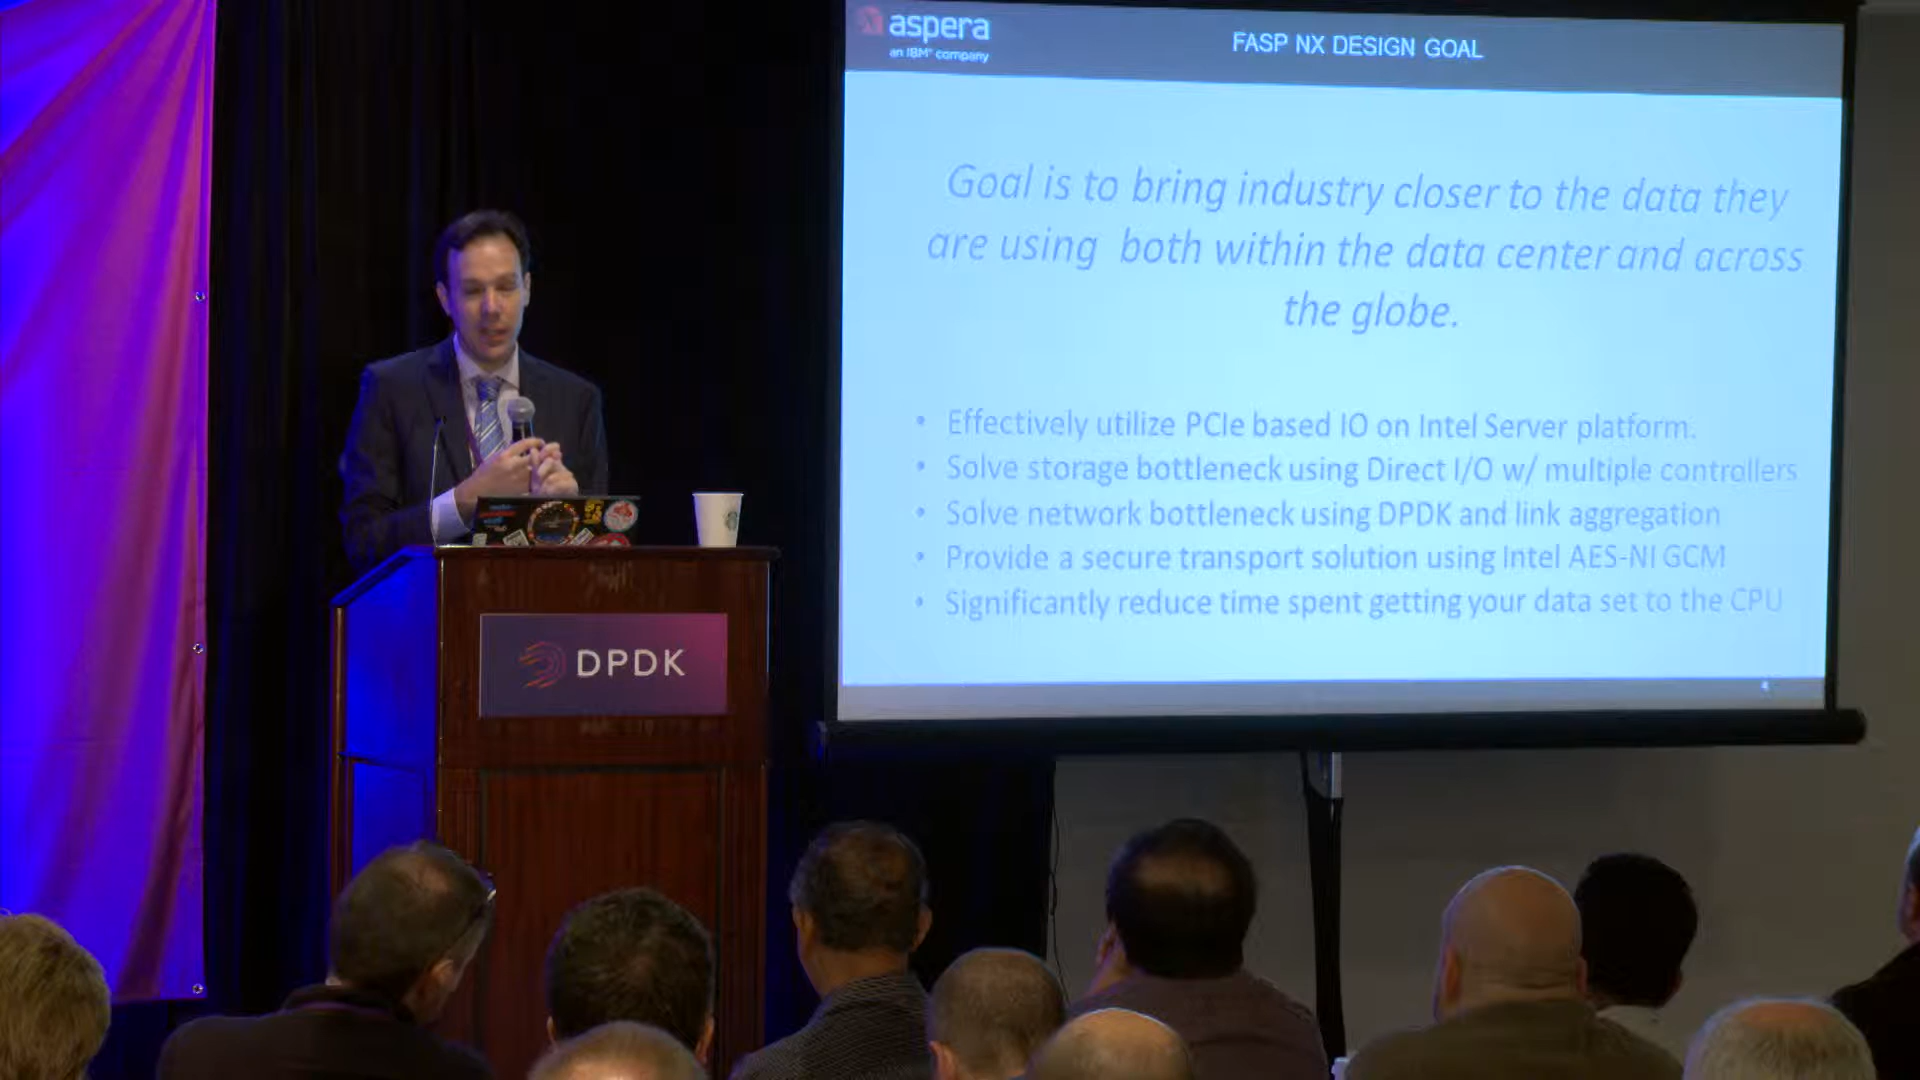 aspera
an IBM® company
FASP NX DESIGN GOAL
Goal is to bring industry closer to the data they
are using both within the data center and across
the globe.
• Effectively utilize PCIe based IO on Intel Server platform.
• Solve storage bottleneck using Direct I/O w/ multiple controllers
• Solve network bottleneck using DPDK and link aggregation
• Provide a secure transport solution using Intel AES-NI GCM
• Significantly reduce time spent getting your data set to the CPU
DPDK